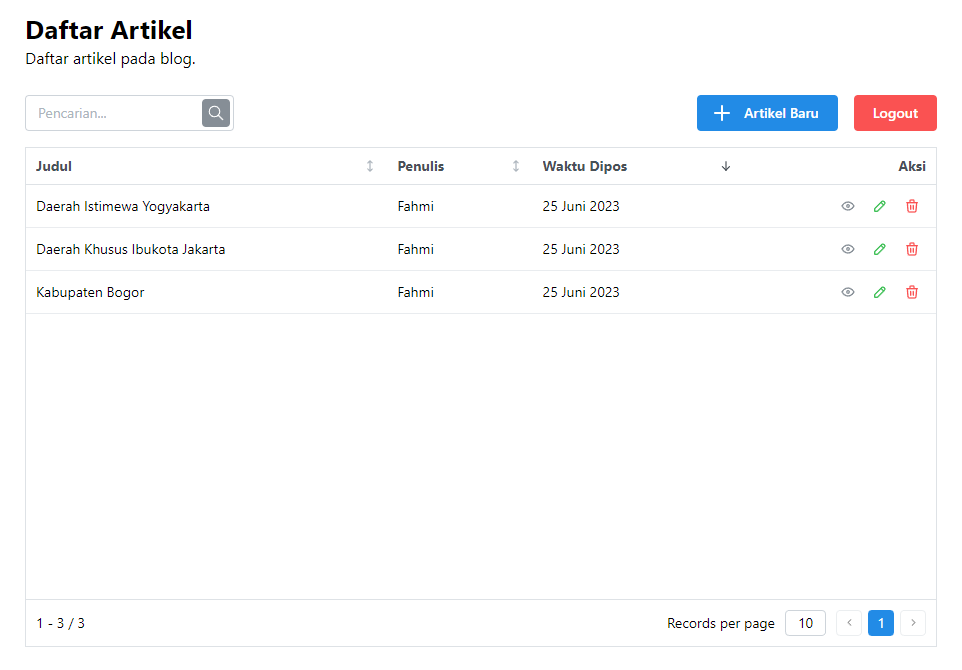 Daftar Artikel
Daftar artikel pada blog.
Pencarian...
Artikel Baru
Logout
Judul Penulis Waktu Dipos Aksi
Daerah Istimewa Yogyakarta Fahmi 25 Juni 2023
Daerah Khusus Ibukota Jakarta Fahmi 25 Juni 2023
Kabupaten Bogor Fahmi 25 Juni 2023
1 - 3 / 3 Records per page 10 1